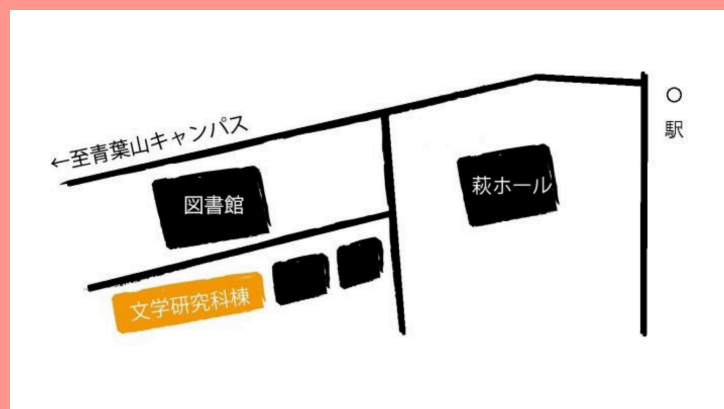 ←至青葉山キャンパス
○
駅
図書館
萩ホール
文学研究科棟